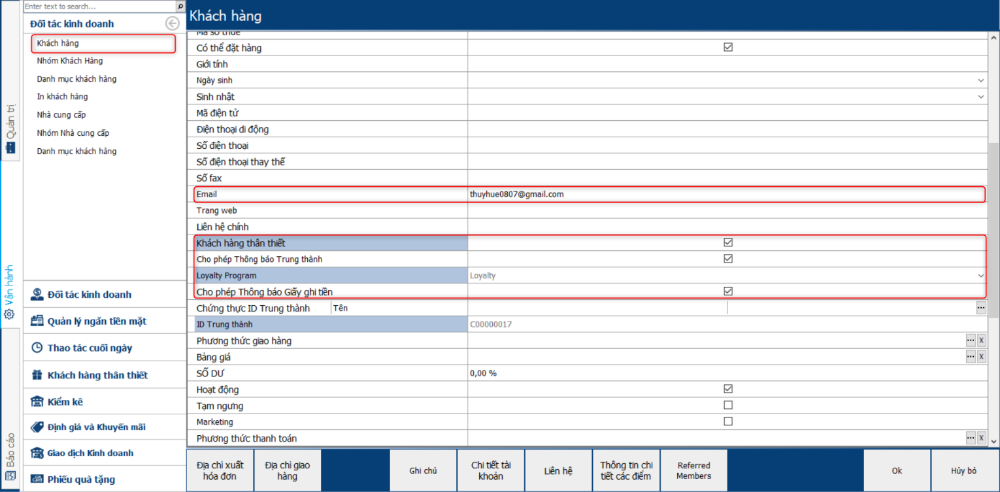 Enter text to search...
Đối tác kinh doanh
Khách hàng
Nhóm Khách Hàng
Danh mục khách hàng
In khách hàng
Nhà cung cấp
Nhóm Nhà cung cấp
Danh mục khách hàng
Đối tác kinh doanh
Quản lý ngăn tiền mặt
Thao tác cuối ngày
Khách hàng thân thiết
Kiểm kê
Định giá và Khuyến mãi
Giao dịch Kinh doanh
Phiếu quà tặng
Quản trị
Vận hành
Báo cáo
Khách hàng
Mã số thuế
Có thể đặt hàng
Giới tính
Ngày sinh
Sinh nhật
Mã điện tử
Điện thoại di động
Số điện thoại
Số điện thoại thay thế
Số fax
Email thuyhue0807@gmail.com
Trang web
Liên hệ chính
Khách hàng thân thiết
Cho phép Thông báo Trung thành
Loyalty Program Loyalty
Cho phép Thông báo Giấy ghi tiền
Chứng thực ID Trung thành Tên ...
ID Trung thành C00000017
Phương thức giao hàng ... X
Bảng giá ... X
SỐ DƯ 0,00 %
Hoạt động
Tạm ngưng
Marketing
Phương thức thanh toán ... X
Địa chỉ xuất
hóa đơn
Địa chỉ giao
hàng
Ghi chú
Chi tiết tài
khoản
Liên hệ
Thông tin chi
tiết các điểm
Referred
Members
Ok
Hủy bỏ